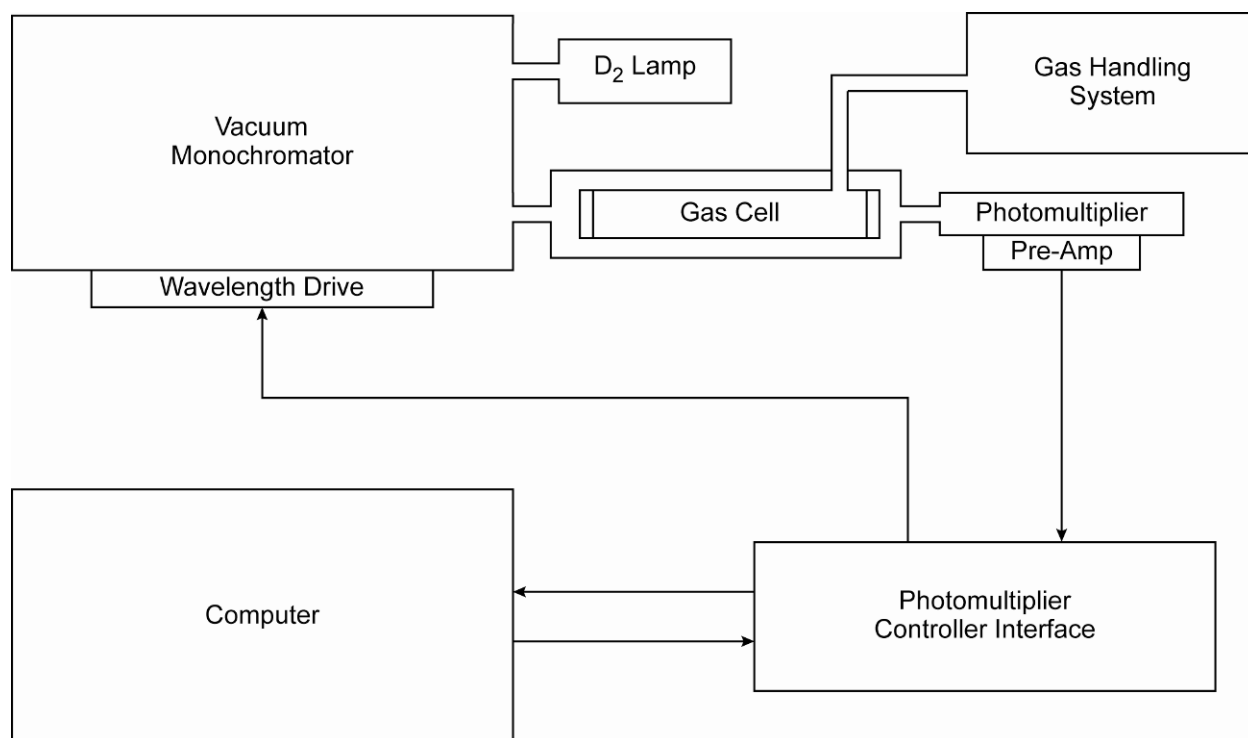 D₂ Lamp
Gas Handling
System
Vacuum
Monochromator
Gas Cell
Photomultiplier
Pre-Amp
Wavelength Drive
Computer
Photomultiplier
Controller Interface